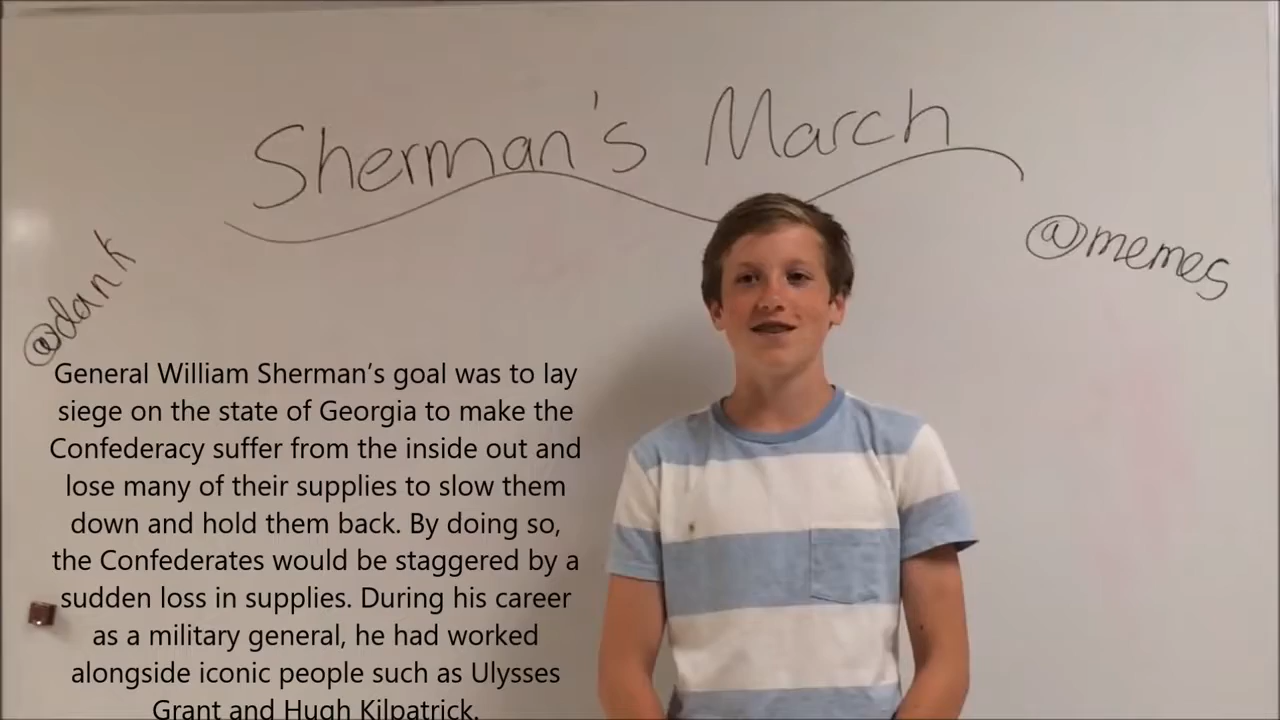 Sherman's March
@dank
@memes
General William Sherman’s goal was to lay
siege on the state of Georgia to make the
Confederacy suffer from the inside out and
lose many of their supplies to slow them
down and hold them back. By doing so,
the Confederates would be staggered by a
sudden loss in supplies. During his career
as a military general, he had worked
alongside iconic people such as Ulysses
Grant and Hugh Kilpatrick.